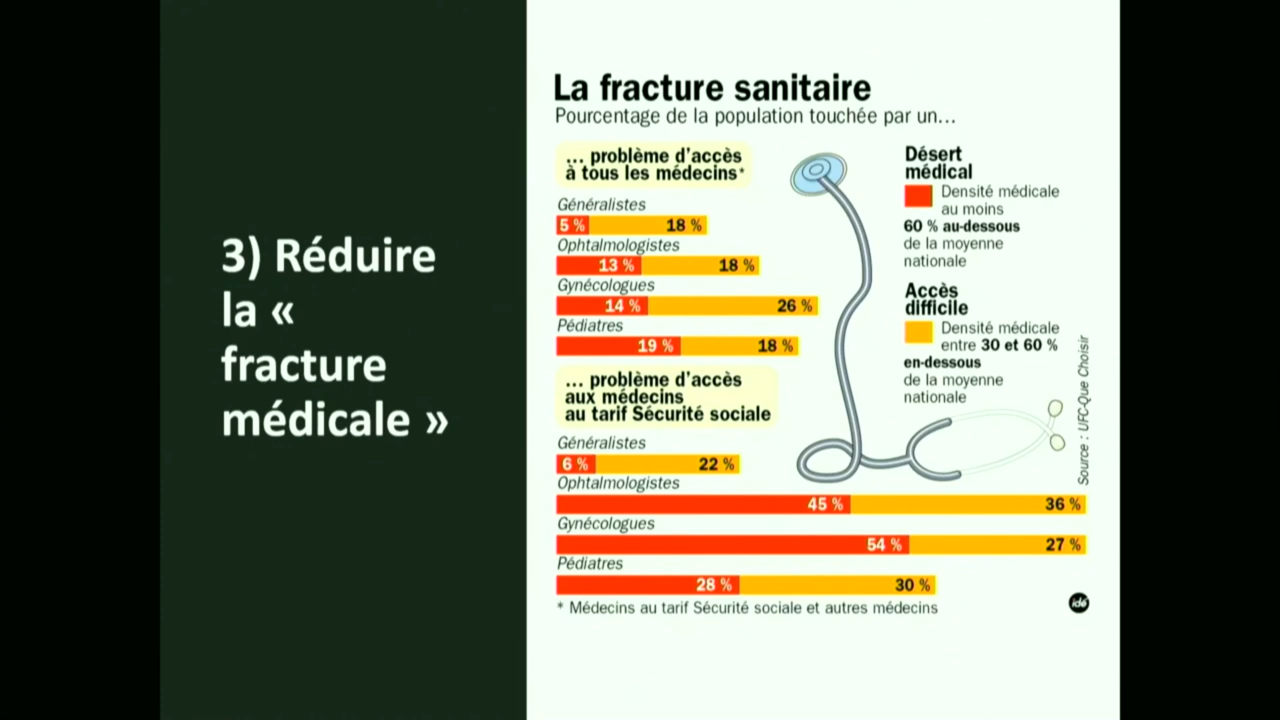 3) Réduire
la «
fracture
médicale »
La fracture sanitaire
Pourcentage de la population touchée par un...
... problème d'accès
à tous les médecins*
Généralistes
5 % 18 %
Ophtalmologistes
13 % 18 %
Gynécologues
14 % 26 %
Pédiatres
19 % 18 %
... problème d'accès
aux médecins
au tarif Sécurité sociale
Généralistes
6 % 22 %
Ophtalmologistes
45 % 36 %
Gynécologues
54 % 27 %
Pédiatres
28 % 30 %
* Médecins au tarif Sécurité sociale et autres médecins
Désert
médical
Densité médicale
au moins
60 % au-dessous
de la moyenne
nationale
Accès
difficile
Densité médicale
entre 30 et 60 %
en-dessous
de la moyenne
nationale
Source : UFC-Que Choisir
idé